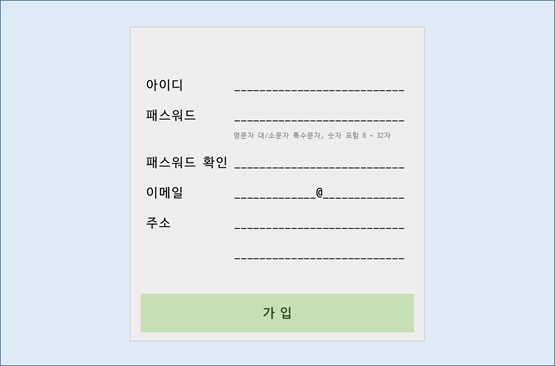 아이디 ___________________________
패스워드 ___________________________
영문자 대/소문자 특수문자, 숫자 포함 8 ~ 32자
패스워드 확인 ___________________________
이메일 _____________@_____________
주소 ___________________________
___________________________
가 입